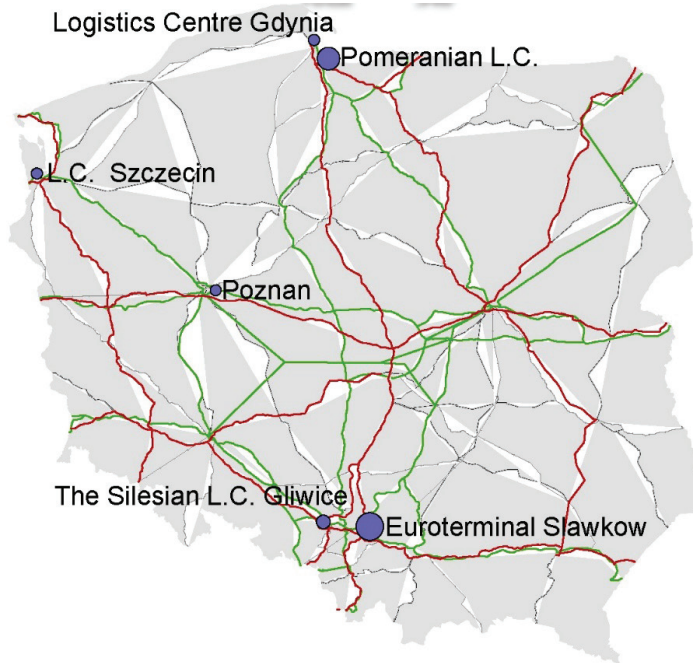 Logistics Centre Gdynia
Pomeranian L.C.
L.C. Szczecin
Poznan
The Silesian L.C. Gliwice
Euroterminal Slawkow